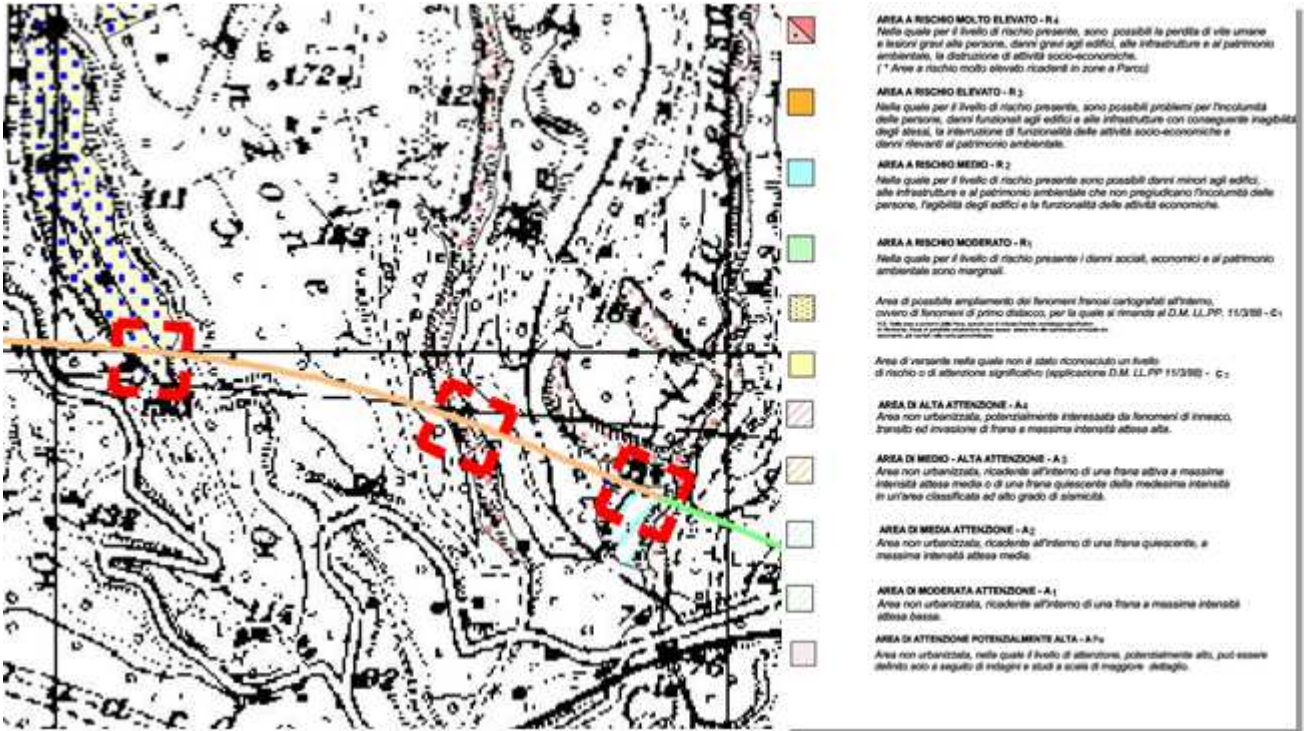 172
111
183
164
132
114
92
AREA A RISCHIO MOLTO ELEVATO - R4
Nella quale per il livello di rischio presente, sono possibili la perdita di vite umane
e lesioni gravi alle persone, danni gravi agli edifici, alle infrastrutture e al patrimonio
ambientale, la distruzione di attività socio-economiche.
( * Aree a rischio molto elevato ricadenti in zone a Parco)
AREA A RISCHIO ELEVATO - R3
Nella quale per il livello di rischio presente, sono possibili problemi per l'incolumità
delle persone, danni funzionali agli edifici e alle infrastrutture con conseguente inagibilità
degli stessi, la interruzione di funzionalità delle attività socio-economiche e
danni rilevanti al patrimonio ambientale.
AREA A RISCHIO MEDIO - R2
Nella quale per il livello di rischio presente sono possibili danni minori agli edifici,
alle infrastrutture e al patrimonio ambientale che non pregiudicano l'incolumità delle
persone, l'agibilità degli edifici e la funzionalità delle attività economiche.
AREA A RISCHIO MODERATO - R1
Nella quale per il livello di rischio presente i danni sociali, economici e al patrimonio
ambientale sono marginali.
Area di possibile ampliamento dei fenomeni franosi cartografati all'interno,
ovvero di fenomeni di primo distacco, per la quale si rimanda al D.M. LL.PP. 11/3/88 - C1
Area di versante nella quale non è stato riconosciuto un livello
di rischio o di attenzione significativo (applicazione D.M. LL.PP 11/3/88) - C2
AREA DI ALTA ATTENZIONE - A4
Area non urbanizzata, potenzialmente interessata da fenomeni di innesco,
transito ed invasione di frana a massima intensità attesa alta.
AREA DI MEDIO - ALTA ATTENZIONE - A3
Area non urbanizzata, ricadente all'interno di una frana attiva a massima
intensità attesa media o di una frana quiescente della medesima intensità
in un'area classificata ad alto grado di sismicità.
AREA DI MEDIA ATTENZIONE - A2
Area non urbanizzata, ricadente all'interno di una frana quiescente, a
massima intensità attesa media.
AREA DI MODERATA ATTENZIONE - A1
Area non urbanizzata, ricadente all'interno di una frana a massima intensità
attesa bassa.
AREA DI ATTENZIONE POTENZIALMENTE ALTA - APa
Area non urbanizzata, nella quale il livello di attenzione, potenzialmente alto, può essere
definito solo a seguito di indagini e studi a scala di maggiore dettaglio.